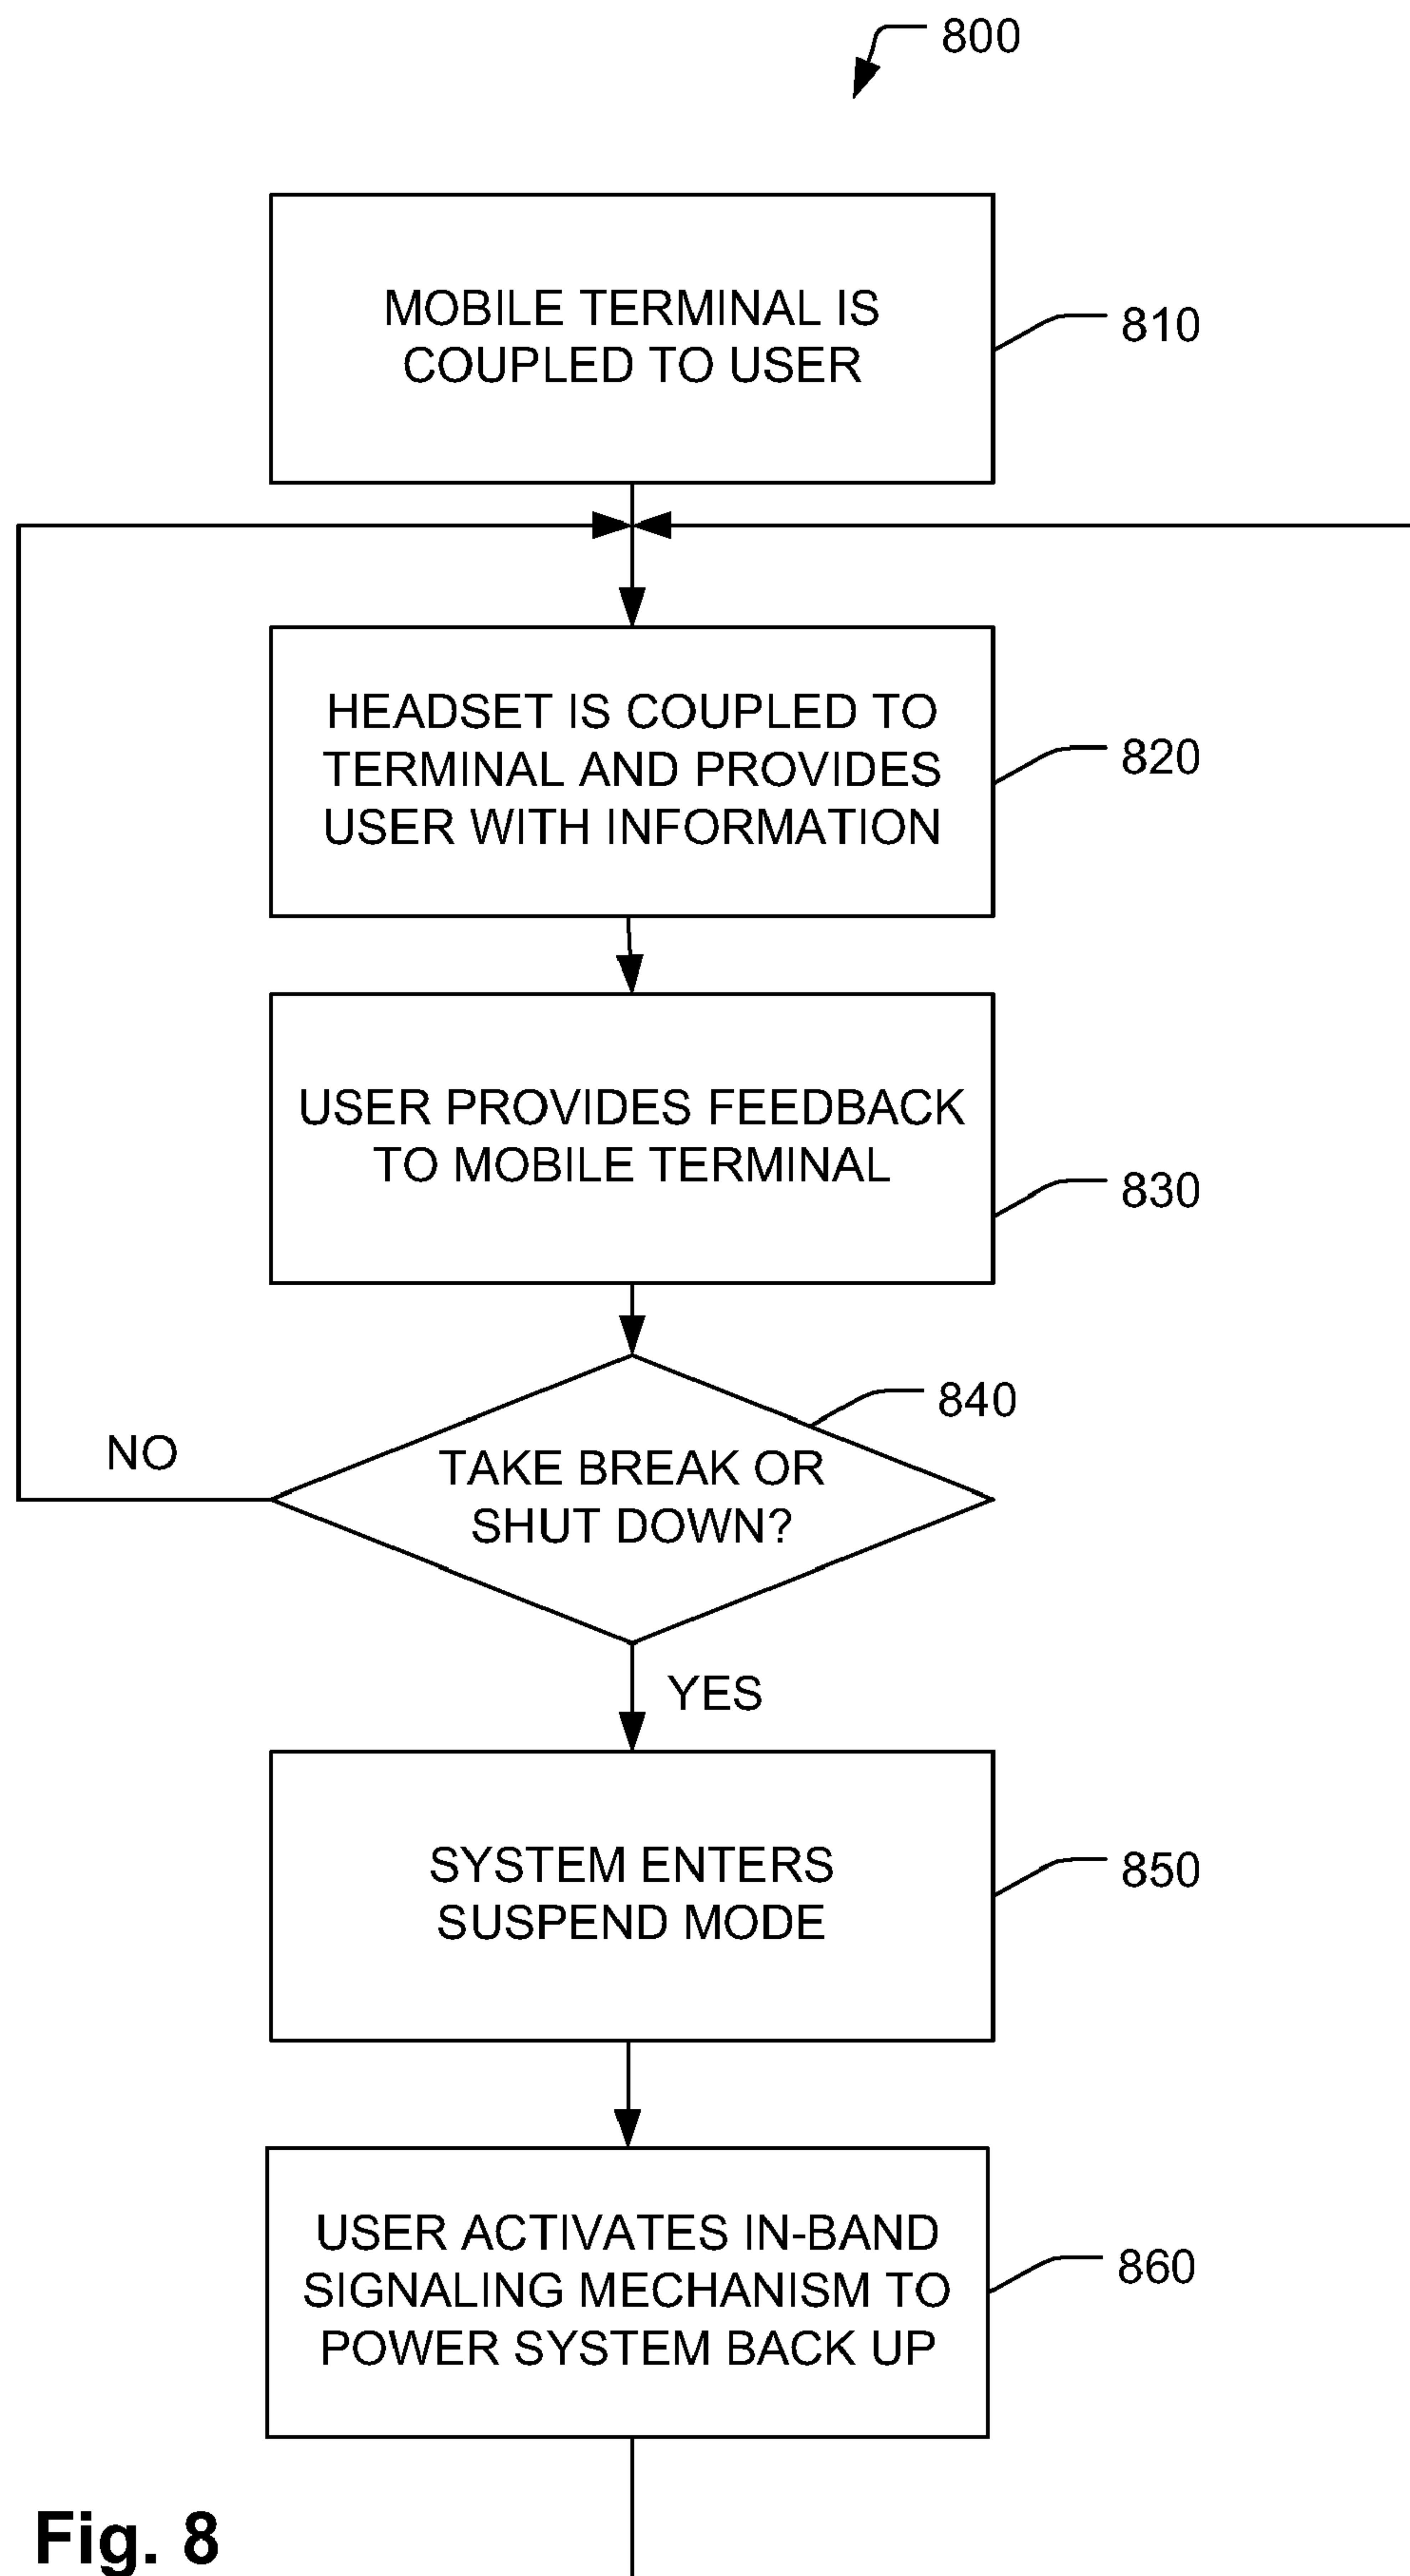 800
MOBILE TERMINAL IS
COUPLED TO USER
810
HEADSET IS COUPLED TO
TERMINAL AND PROVIDES
USER WITH INFORMATION
820
USER PROVIDES FEEDBACK
TO MOBILE TERMINAL
830
840
NO
TAKE BREAK OR
SHUT DOWN?
YES
SYSTEM ENTERS
SUSPEND MODE
850
USER ACTIVATES IN-BAND
SIGNALING MECHANISM TO
POWER SYSTEM BACK UP
860
Fig. 8